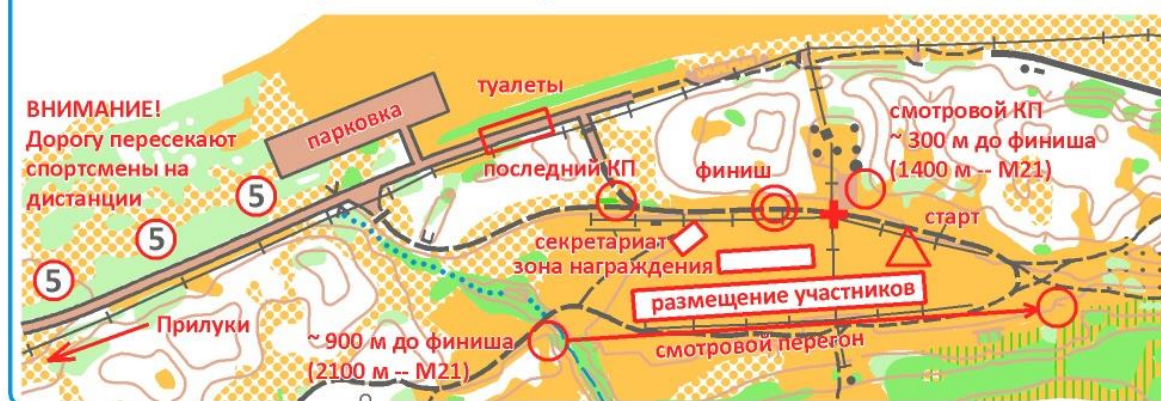 туалеты
парковка
ВНИМАНИЕ!
Дорогу пересекают
спортсмены на
дистанции
5
5
5
Прилуки
последний КП
финиш
смотровой КП
~ 300 м до финиша
(1400 м -- М21)
старт
секретариат
зона награждения
размещение участников
~ 900 м до финиша
(2100 м -- М21)
смотровой перегон